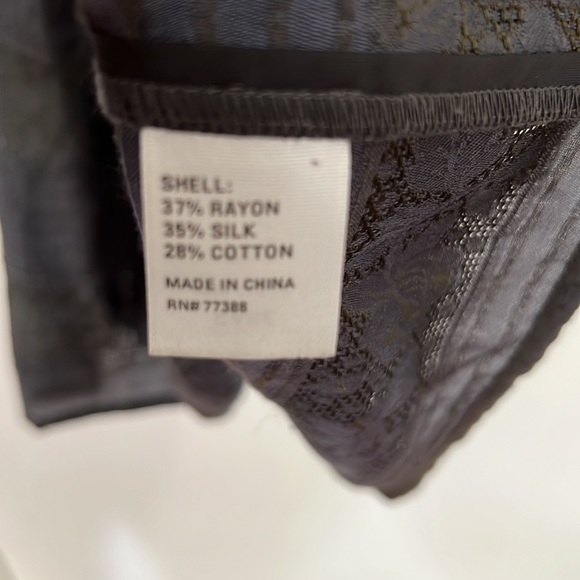 SHELL:
37% RAYON
35% SILK
28% COTTON
MADE IN CHINA
RN# 77388